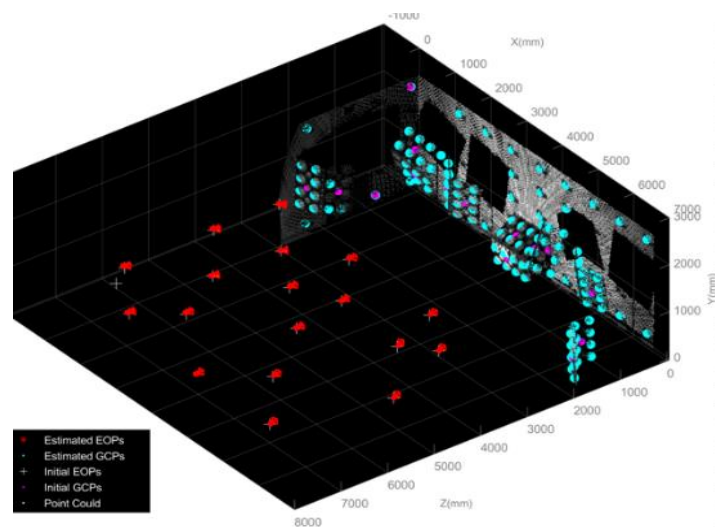 -1000
0
X(mm)
1000
2000
3000
4000
5000
6000
7000
3000
2000
Y(mm)
1000
0
0
1000
2000
3000
4000
5000
Z(mm)
6000
7000
8000
Estimated EOPs
Estimated GCPs
Initial EOPs
Initial GCPs
Point Could